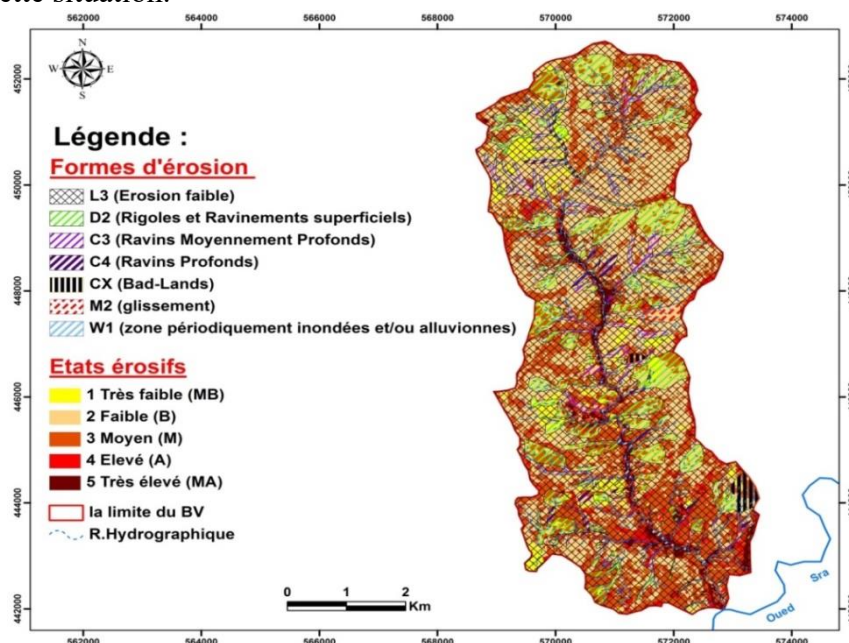 cette situation.
562000 564000 566000 568000 570000 572000 574000
N
W E
S
452000
450000
448000
446000
444000
442000
Légende :
Formes d'érosion
L3 (Erosion faible)
D2 (Rigoles et Ravinements superficiels)
C3 (Ravins Moyennement Profonds)
C4 (Ravins Profonds)
CX (Bad-Lands)
M2 (glissement)
W1 (zone périodiquement inondées et/ou alluvionnes)
Etats érosifs
1 Très faible (MB)
2 Faible (B)
3 Moyen (M)
4 Elevé (A)
5 Très élevé (MA)
la limite du BV
R.Hydrographique
0 1 2
Km
Oued Sra
562000 564000 566000 568000 570000 572000 574000